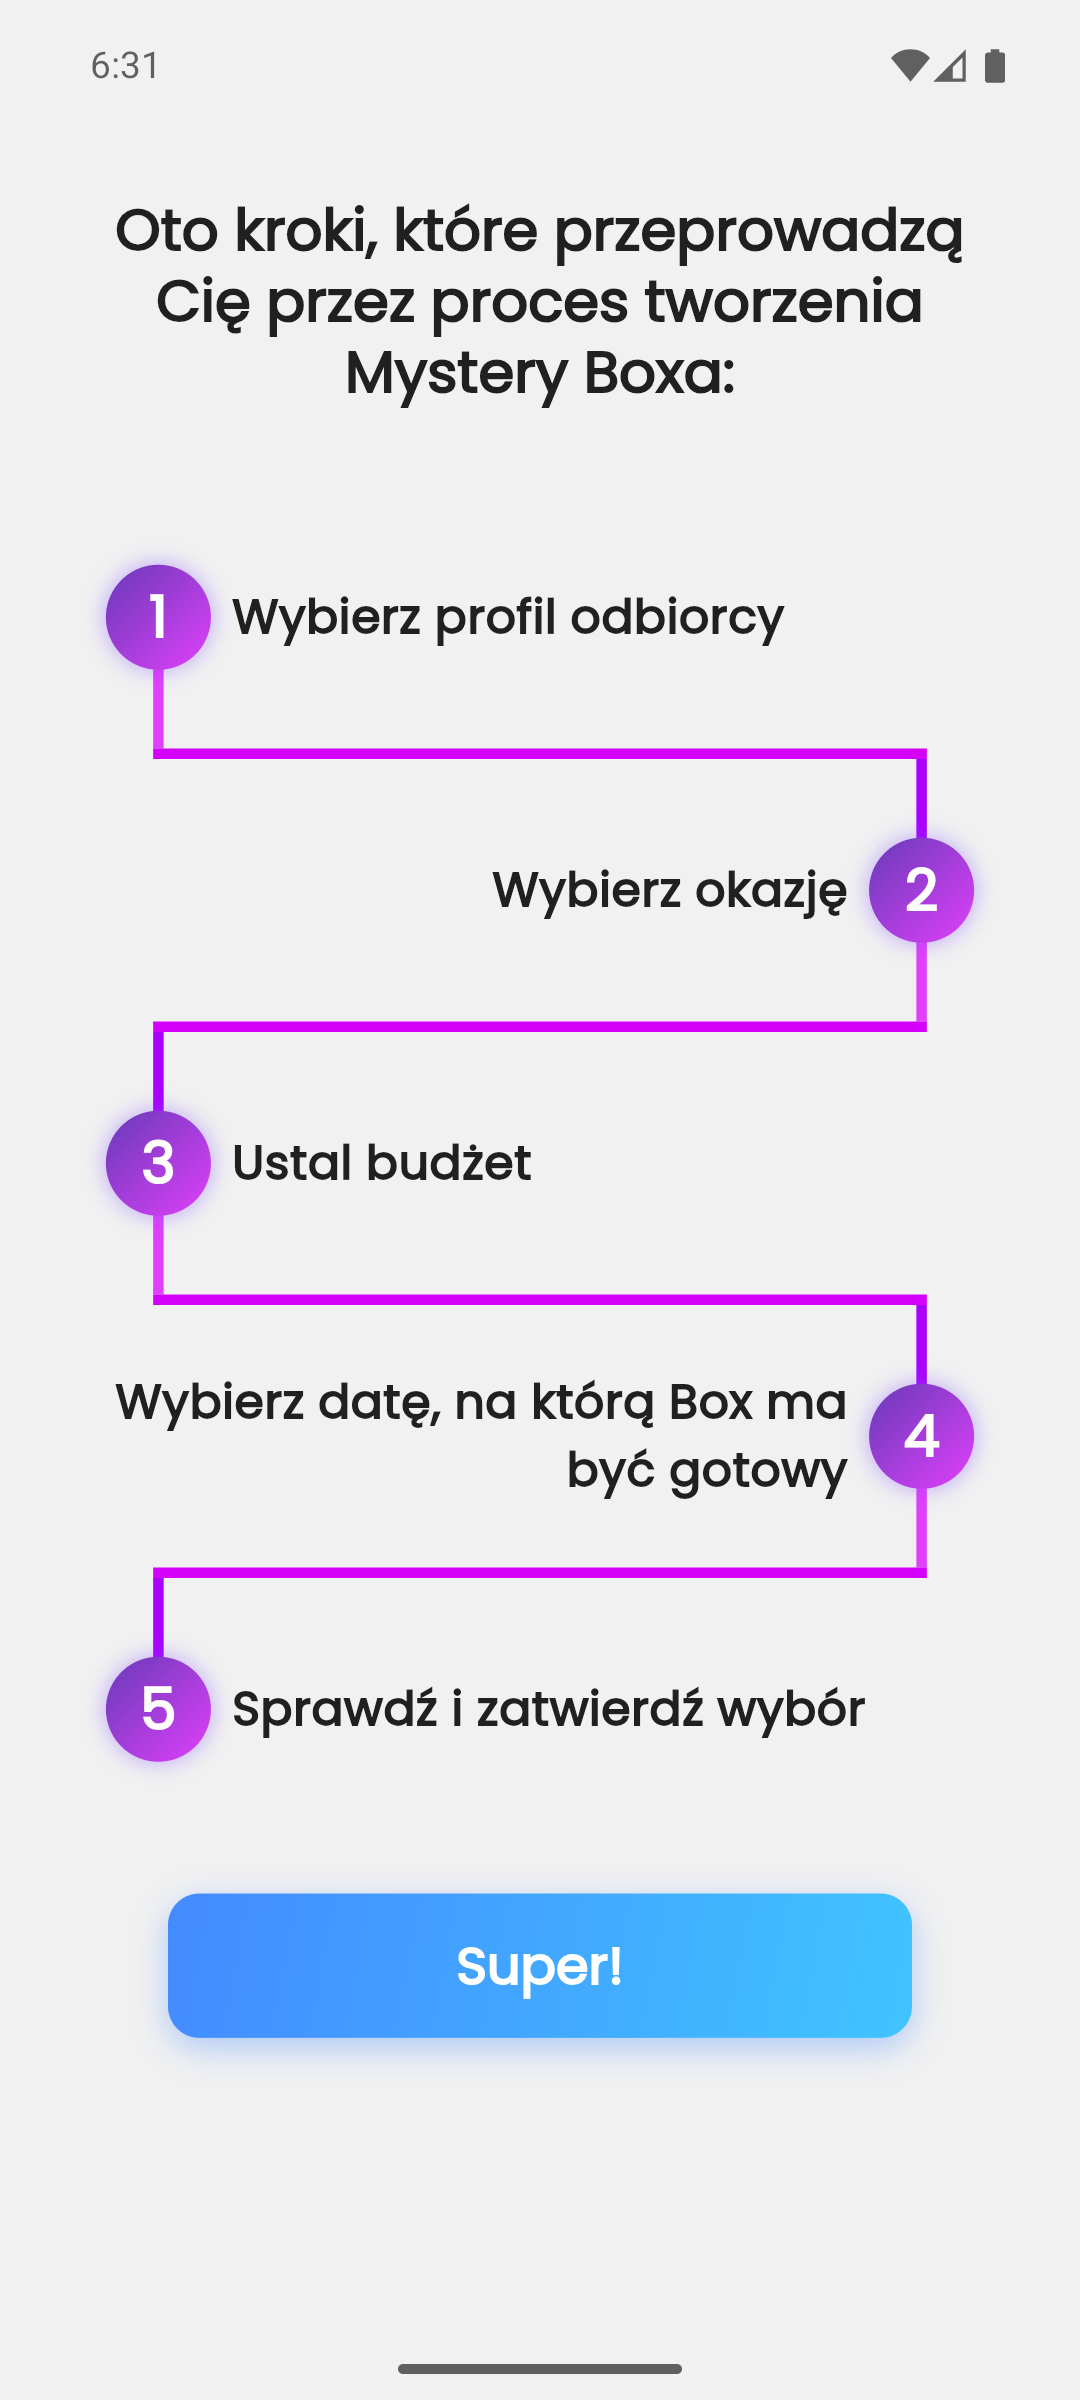 6:31
Oto kroki, które przeprowadzą
Cię przez proces tworzenia
Mystery Boxa:
1 Wybierz profil odbiorcy
Wybierz okazję 2
3 Ustal budżet
Wybierz datę, na którą Box ma
być gotowy 4
5 Sprawdź i zatwierdź wybór
Super!